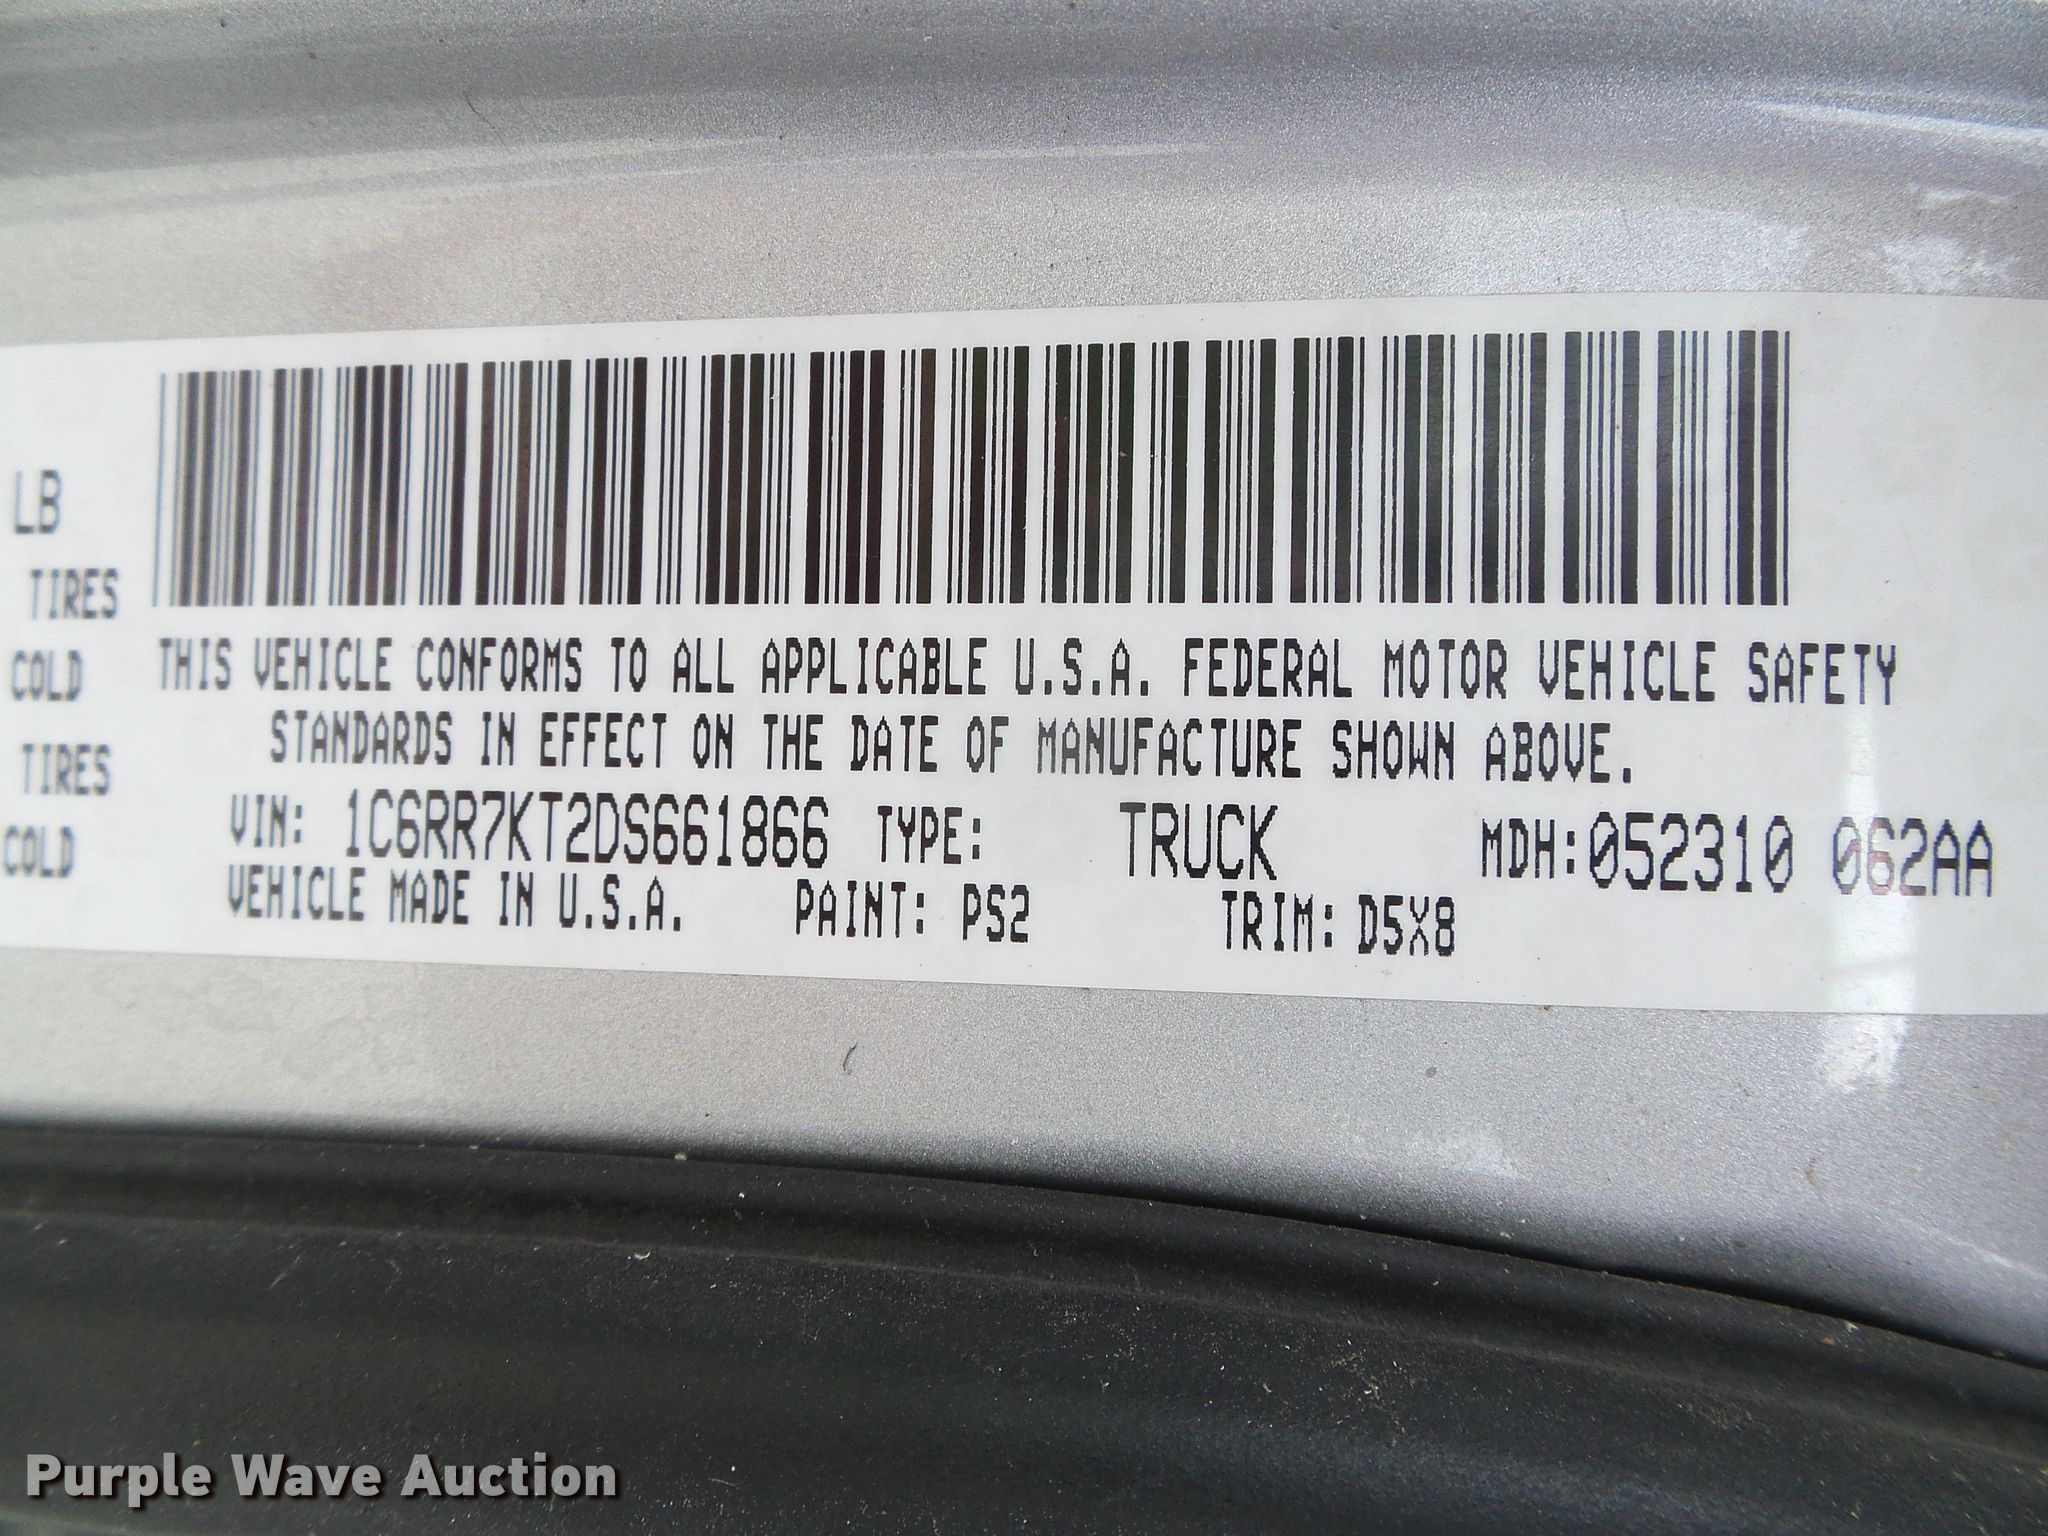 LB
TIRES
COLD
TIRES
COLD
THIS VEHICLE CONFORMS TO ALL APPLICABLE U.S.A. FEDERAL MOTOR VEHICLE SAFETY
STANDARDS IN EFFECT ON THE DATE OF MANUFACTURE SHOWN ABOVE.
VIN: 1C6RR7KT2DS661866 TYPE: TRUCK MDH:052310 062AA
VEHICLE MADE IN U.S.A. PAINT: PS2 TRIM: D5X8
Purple Wave Auction